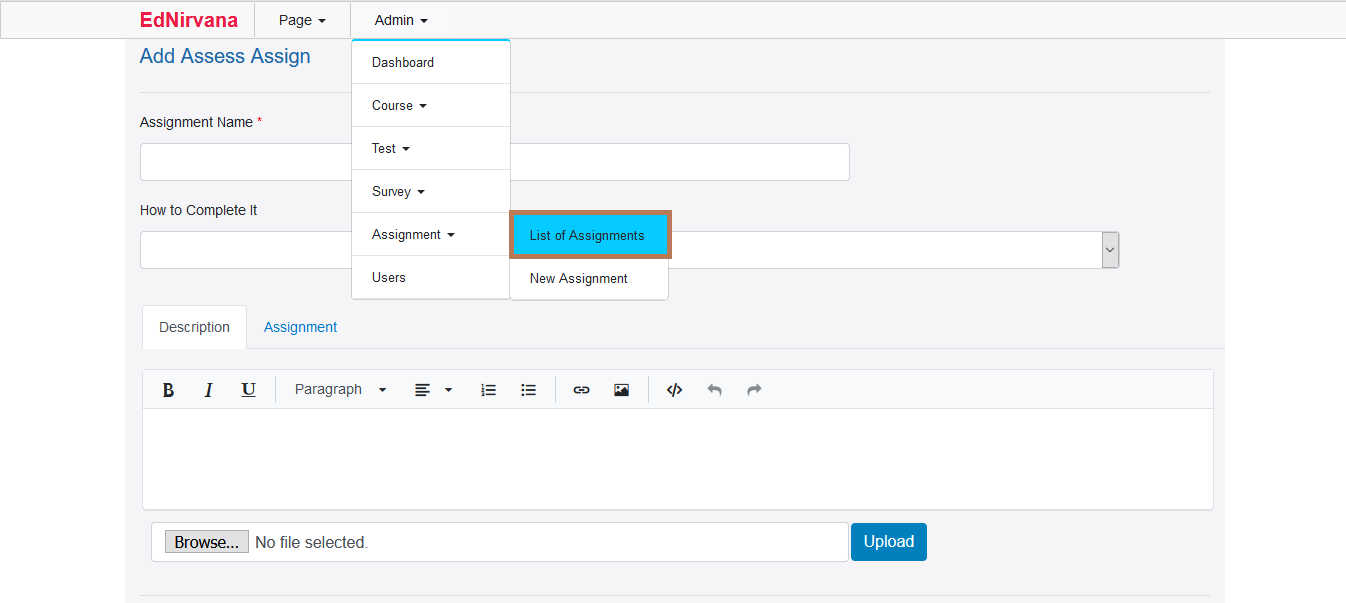 EdNirvana Page Admin
Add Assess Assign
Dashboard
Course
Assignment Name *
Test
Survey
How to Complete It
Assignment
List of Assignments
Users
New Assignment
Description Assignment
B I U Paragraph
Browse... No file selected. Upload